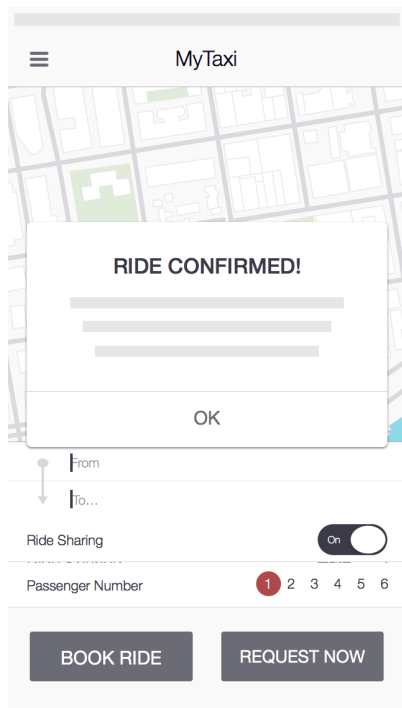 MyTaxi
RIDE CONFIRMED!
OK
From
To...
Ride Sharing
On
Passenger Number
1 2 3 4 5 6
BOOK RIDE
REQUEST NOW